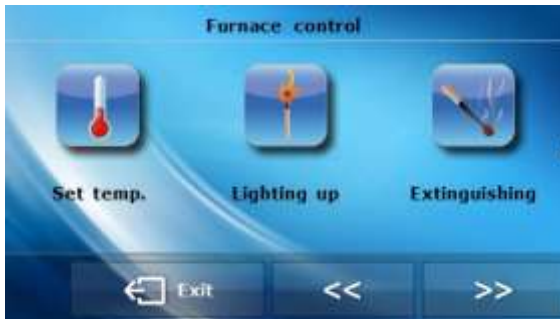 Furnace control
Set temp.
Lighting up
Extinguishing
Exit
<<
>>